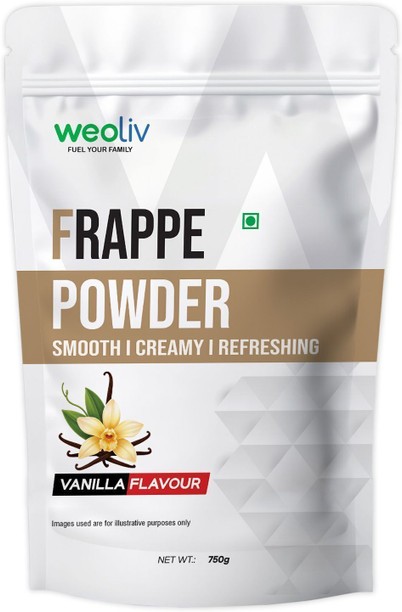 weoliv
FUEL YOUR FAMILY
FRAPPE
POWDER
SMOOTH I CREAMY I REFRESHING
VANILLA FLAVOUR
Images used are for illustrative purposes only
NET WT.: 750g